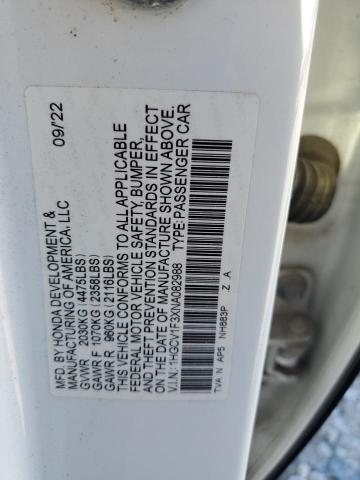 MFD BY HONDA DEVELOPMENT & 09/22
MANUFACTURING OF AMERICA, LLC
GVWR 2030KG (4475LBS)
GAWR F 1070KG (2358LBS)
GAWR R 960KG (2116LBS)
THIS VEHICLE CONFORMS TO ALL APPLICABLE
FEDERAL MOTOR VEHICLE SAFETY, BUMPER,
AND THEFT PREVENTION STANDARDS IN EFFECT
ON THE DATE OF MANUFACTURE SHOWN ABOVE.
V.I.N.: 1HGCV1F3XNA082988 TYPE: PASSENGER CAR
TVA N AP5 NH883P Z A